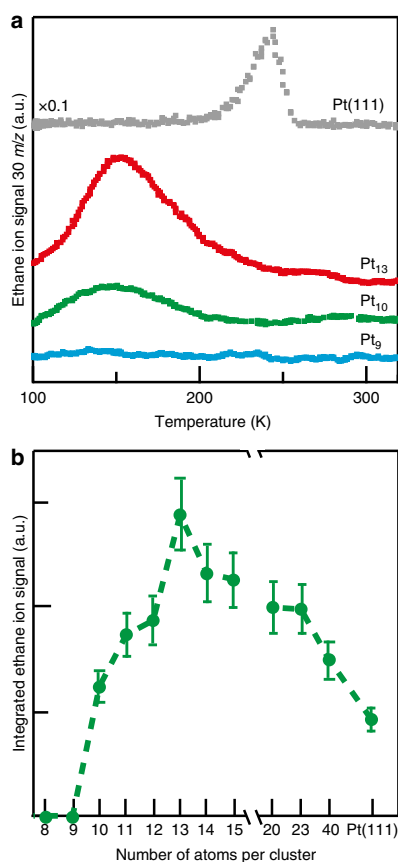 a
Ethane ion signal 30 m/z (a.u.)
×0.1
Pt(111)
Pt₁₃
Pt₁₀
Pt₉
100
200
300
Temperature (K)
b
Integrated ethane ion signal (a.u.)
8 9 10 11 12 13 14 15 20 23 40 Pt(111)
Number of atoms per cluster